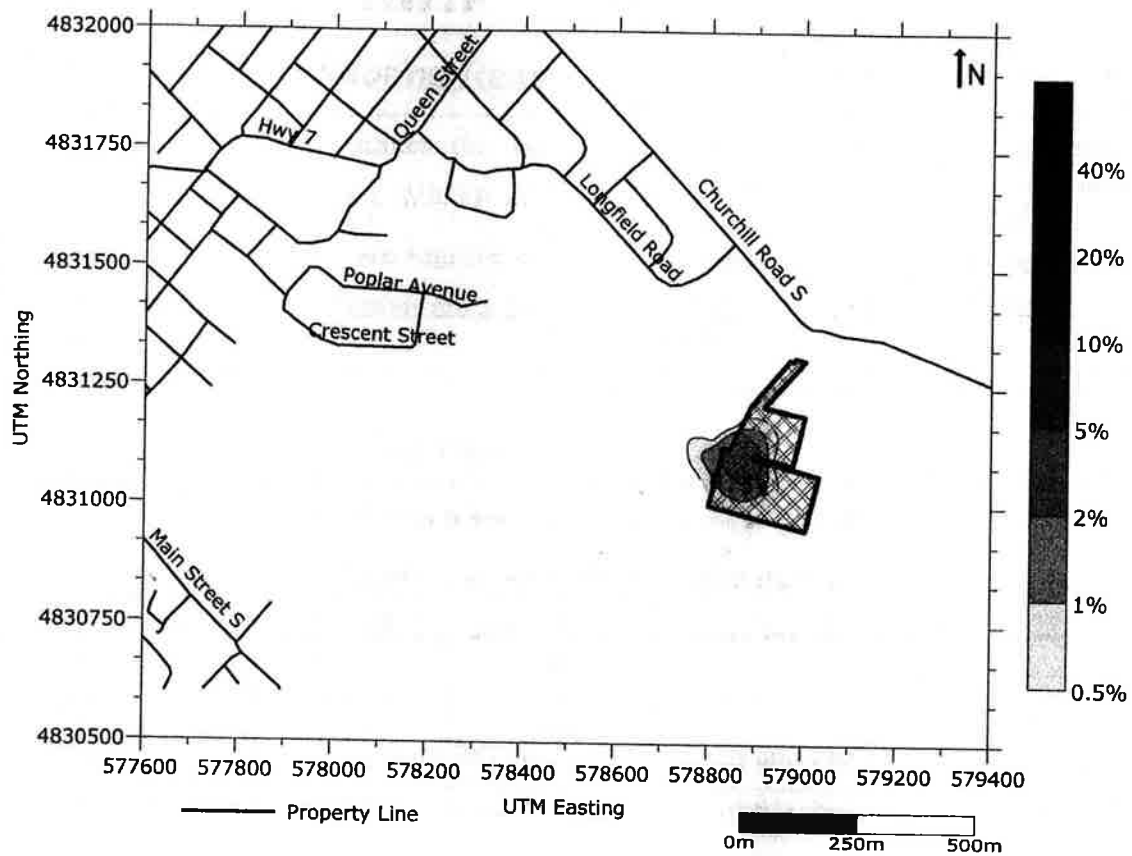 4832000
4831750
4831500
4831250
4831000
4830750
4830500
UTM Northing
577600 577800 578000 578200 578400 578600 578800 579000 579200 579400
UTM Easting
Hwy 7
Queen Street
Longfield Road
Churchill Road S
Poplar Avenue
Crescent Street
Main Street S
N
40%
20%
10%
5%
2%
1%
0.5%
Property Line
0m 250m 500m